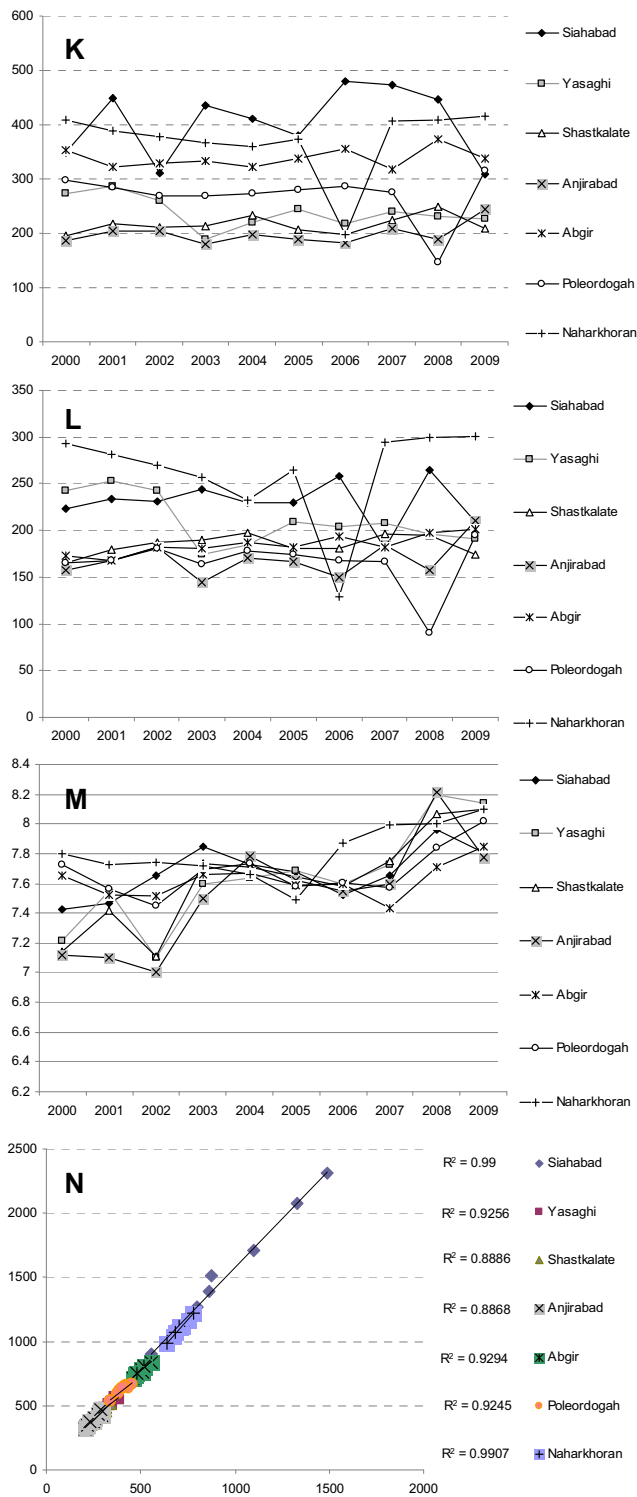 K
600
500
400
300
200
100
0
2000 2001 2002 2003 2004 2005 2006 2007 2008 2009
Siahabad
Yasaghi
Shastkalate
Anjirabad
Abgir
Poleordogah
Naharkhoran
L
350
300
250
200
150
100
50
0
2000 2001 2002 2003 2004 2005 2006 2007 2008 2009
Siahabad
Yasaghi
Shastkalate
Anjirabad
Abgir
Poleordogah
Naharkhoran
M
8.4
8.2
8
7.8
7.6
7.4
7.2
7
6.8
6.6
6.4
6.2
2000 2001 2002 2003 2004 2005 2006 2007 2008 2009
Siahabad
Yasaghi
Shastkalate
Anjirabad
Abgir
Poleordogah
Naharkhoran
N
2500
2000
1500
1000
500
0
0 500 1000 1500 2000
R² = 0.99 Siahabad
R² = 0.9256 Yasaghi
R² = 0.8886 Shastkalate
R² = 0.8868 Anjirabad
R² = 0.9294 Abgir
R² = 0.9245 Poleordogah
R² = 0.9907 Naharkhoran